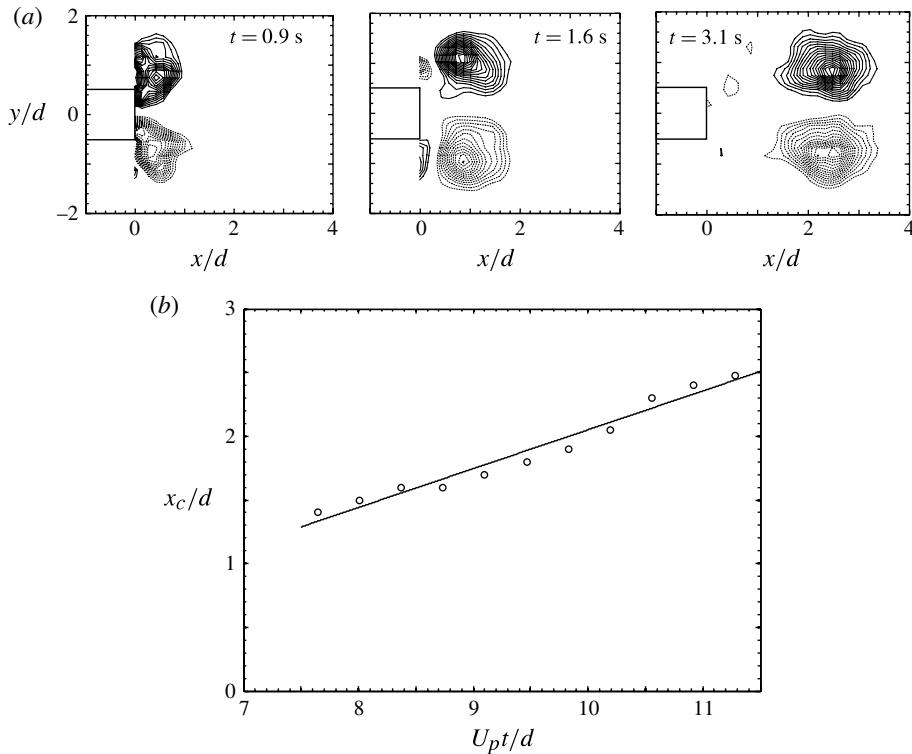 (a)
2
0
−2
y/d
t = 0.9 s
0 2 4
x/d
t = 1.6 s
0 2 4
x/d
t = 3.1 s
0 2 4
x/d
(b)
3
2
1
0
x_c/d
7 8 9 10 11
U_p t/d